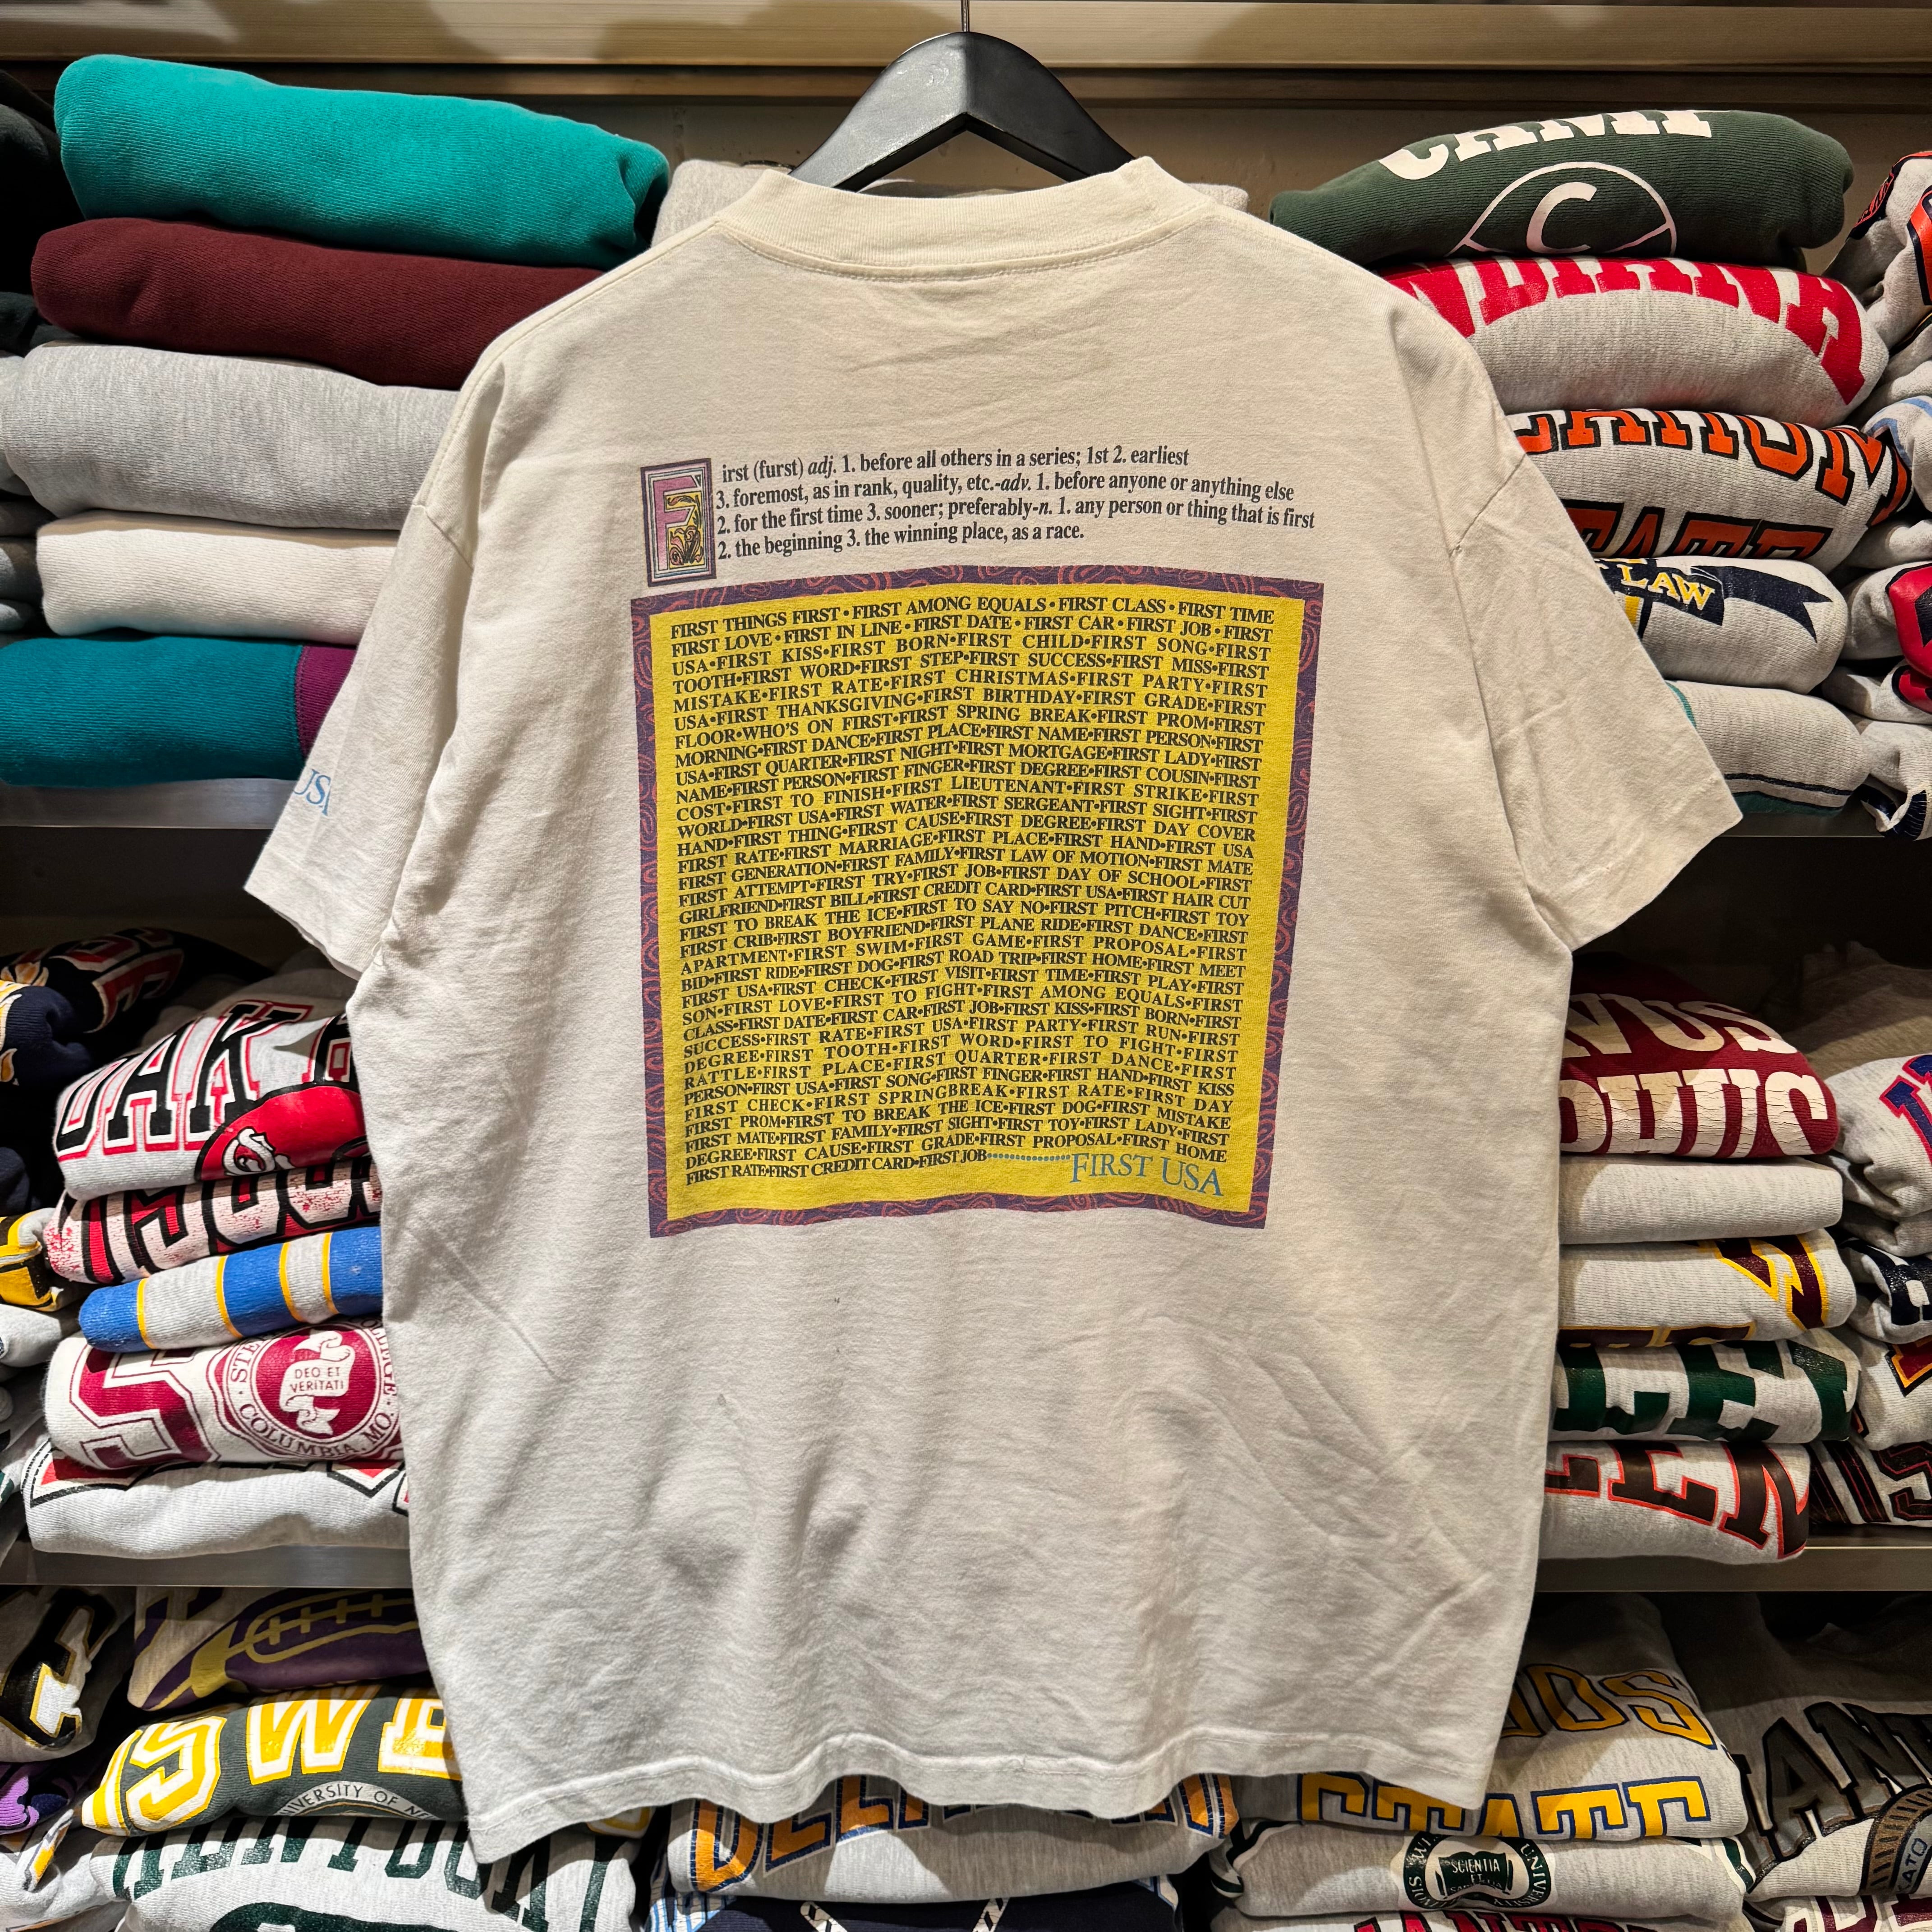 CAMP
C
INDIANA
LAW
First (furst) adj. 1. before all others in a series; 1st 2. earliest
3. foremost, as in rank, quality, etc.-adv. 1. before anyone or anything else
2. for the first time 3. sooner; preferably-n. 1. any person or thing that is first
2. the beginning 3. the winning place, as a race.
FIRST THINGS FIRST • FIRST AMONG EQUALS • FIRST CLASS • FIRST TIME
FIRST LOVE • FIRST IN LINE • FIRST DATE • FIRST CAR • FIRST JOB • FIRST
USA•FIRST KISS•FIRST BORN•FIRST CHILD•FIRST SONG•FIRST
TOOTH•FIRST WORD•FIRST STEP•FIRST SUCCESS•FIRST MISS•FIRST
MISTAKE•FIRST RATE•FIRST CHRISTMAS•FIRST PARTY•FIRST
USA•FIRST THANKSGIVING•FIRST BIRTHDAY•FIRST GRADE•FIRST
FLOOR•WHO'S ON FIRST•FIRST SPRING BREAK•FIRST PROM•FIRST
MORNING•FIRST DANCE•FIRST PLACE•FIRST NAME•FIRST PERSON•FIRST
USA•FIRST QUARTER•FIRST NIGHT•FIRST MORTGAGE•FIRST LADY•FIRST
NAME•FIRST PERSON•FIRST FINGER•FIRST DEGREE•FIRST COUSIN•FIRST
COST•FIRST TO FINISH•FIRST LIEUTENANT•FIRST STRIKE•FIRST
WORLD•FIRST USA•FIRST WATER•FIRST SERGEANT•FIRST SIGHT•FIRST
HAND•FIRST THING•FIRST CAUSE•FIRST DEGREE•FIRST DAY COVER
FIRST RATE•FIRST MARRIAGE•FIRST PLACE•FIRST HAND•FIRST USA
FIRST GENERATION•FIRST FAMILY•FIRST LAW OF MOTION•FIRST MATE
FIRST ATTEMPT•FIRST TRY•FIRST JOB•FIRST DAY OF SCHOOL•FIRST
GIRLFRIEND•FIRST BILL•FIRST CREDIT CARD•FIRST USA•FIRST HAIR CUT
FIRST TO BREAK THE ICE•FIRST TO SAY NO•FIRST PITCH•FIRST TOY
FIRST CRIB•FIRST BOYFRIEND•FIRST PLANE RIDE•FIRST DANCE•FIRST
APARTMENT•FIRST SWIM•FIRST GAME•FIRST PROPOSAL•FIRST
BID•FIRST RIDE•FIRST DOG•FIRST ROAD TRIP•FIRST HOME•FIRST MEET
FIRST USA•FIRST CHECK•FIRST VISIT•FIRST TIME•FIRST PLAY•FIRST
SON•FIRST LOVE•FIRST TO FIGHT•FIRST AMONG EQUALS•FIRST
CLASS•FIRST DATE•FIRST CAR•FIRST JOB•FIRST KISS•FIRST BORN•FIRST
SUCCESS•FIRST RATE•FIRST USA•FIRST PARTY•FIRST RUN•FIRST
DEGREE•FIRST TOOTH•FIRST WORD•FIRST TO FIGHT•FIRST
RATTLE•FIRST PLACE•FIRST QUARTER•FIRST DANCE•FIRST
PERSON•FIRST USA•FIRST SONG•FIRST FINGER•FIRST HAND•FIRST KISS
FIRST CHECK•FIRST SPRINGBREAK•FIRST RATE•FIRST DAY
FIRST PROM•FIRST TO BREAK THE ICE•FIRST DOG•FIRST MISTAKE
FIRST MATE•FIRST FAMILY•FIRST SIGHT•FIRST TOY•FIRST LADY•FIRST
DEGREE•FIRST CAUSE•FIRST GRADE•FIRST PROPOSAL•FIRST HOME
FIRST RATE•FIRST CREDIT CARD•FIRST JOB••••••••••••FIRST USA
USA
DEO ET
VERITATI
COLUMBIA, MO.
STATE
SCIENTIA
ET